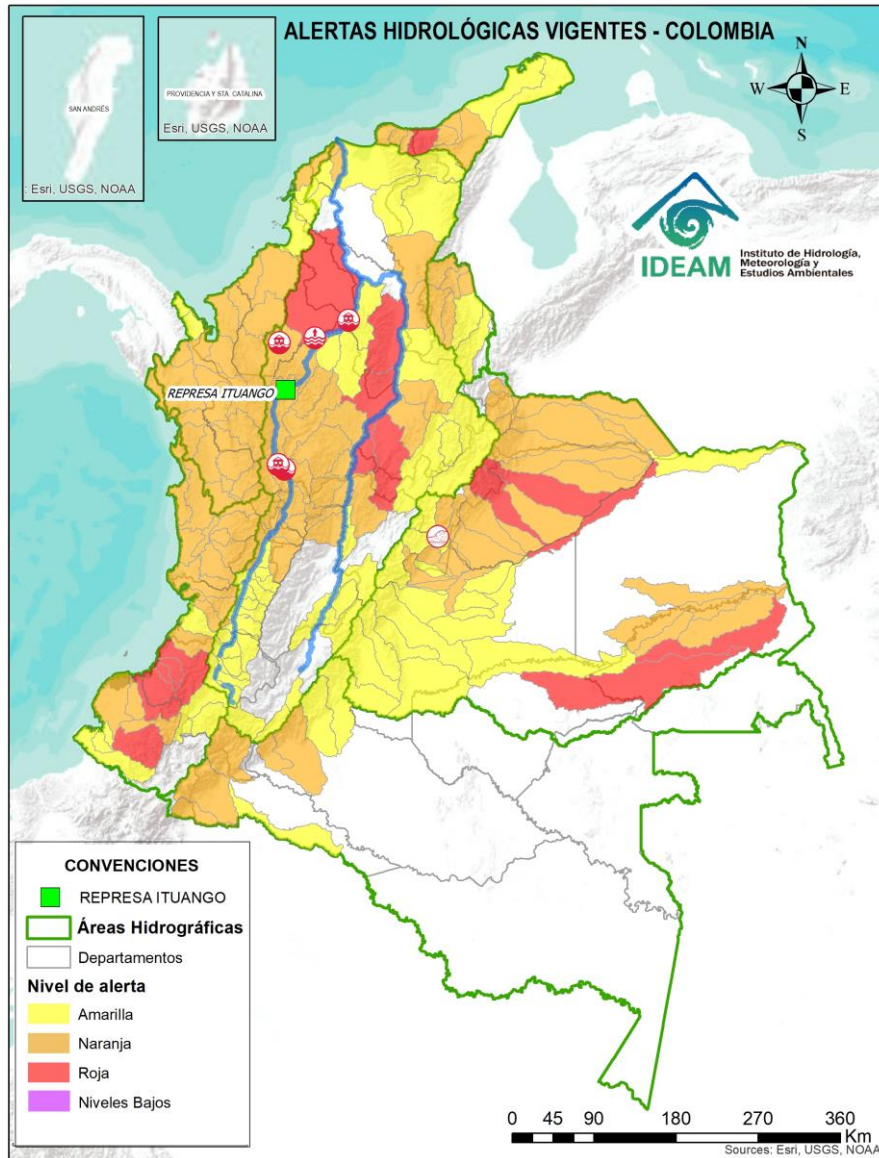 ALERTAS HIDROLÓGICAS VIGENTES - COLOMBIA
SAN ANDRÉS
: Esri, USGS, NOAA
PROVIDENCIA Y STA. CATALINA
Esri, USGS, NOAA
N
W
E
S
IDEAM
Instituto de Hidrología,
Meteorología y
Estudios Ambientales
REPRESA ITUANGO
CONVENCIONES
REPRESA ITUANGO
Áreas Hidrográficas
Departamentos
Nivel de alerta
Amarilla
Naranja
Roja
Niveles Bajos
0 45 90 180 270 360
Km
Sources: Esri, USGS, NOAA